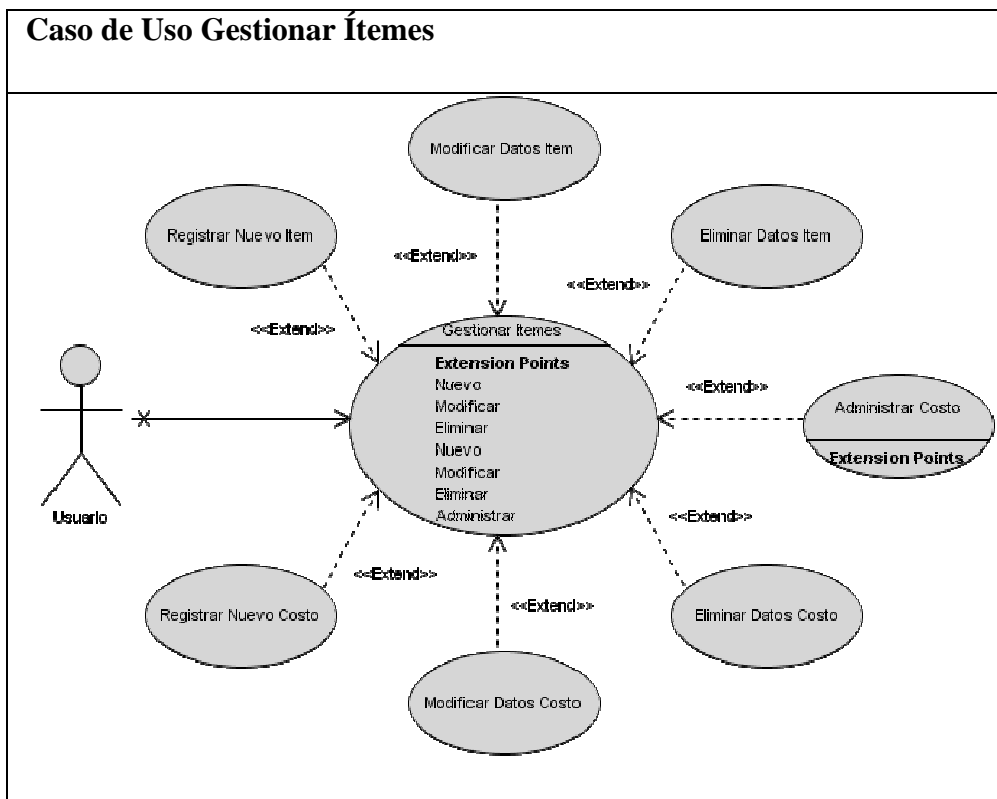 Caso de Uso Gestionar Ítemes
Modificar Datos Item
Registrar Nuevo Item
Eliminar Datos Item
<<Extend>>
<<Extend>>
<<Extend>>
Gestionar Itemes
Extension Points
Nuevo
Modificar
Eliminar
Nuevo
Modificar
Eliminar
Administrar
<<Extend>>
Administrar Costo
Extension Points
Usuario
<<Extend>>
<<Extend>>
<<Extend>>
Registrar Nuevo Costo
Eliminar Datos Costo
Modificar Datos Costo